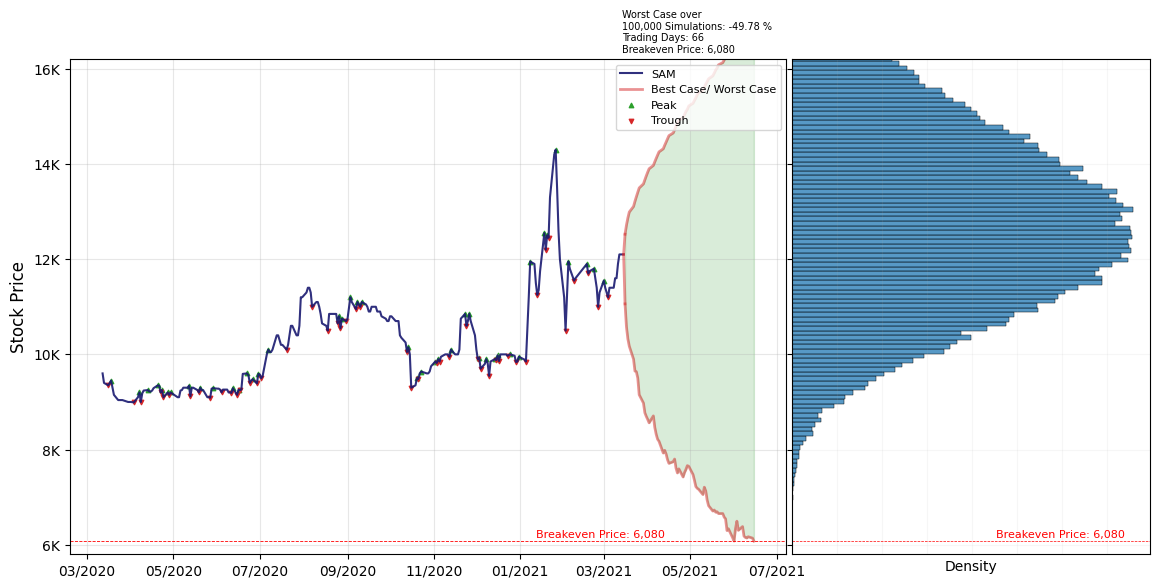 Worst Case over
100,000 Simulations: -49.78 %
Trading Days: 66
Breakeven Price: 6,080
SAM
Best Case/ Worst Case
Peak
Trough
Stock Price
16K
14K
12K
10K
8K
6K
Breakeven Price: 6,080
Breakeven Price: 6,080
03/2020
05/2020
07/2020
09/2020
11/2020
01/2021
03/2021
05/2021
07/2021
Density